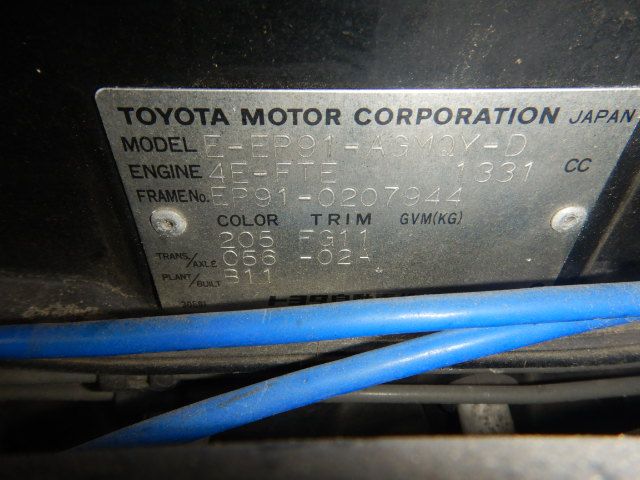 TOYOTA MOTOR CORPORATION JAPAN
MODEL E-EP91-AGMQY-D
ENGINE 4E-FTE 1331 CC
FRAME No. EP91-0207944
COLOR TRIM GVM(KG)
205 FG11
TRANS./AXLE C56 -02A
PLANT/BUILT B11